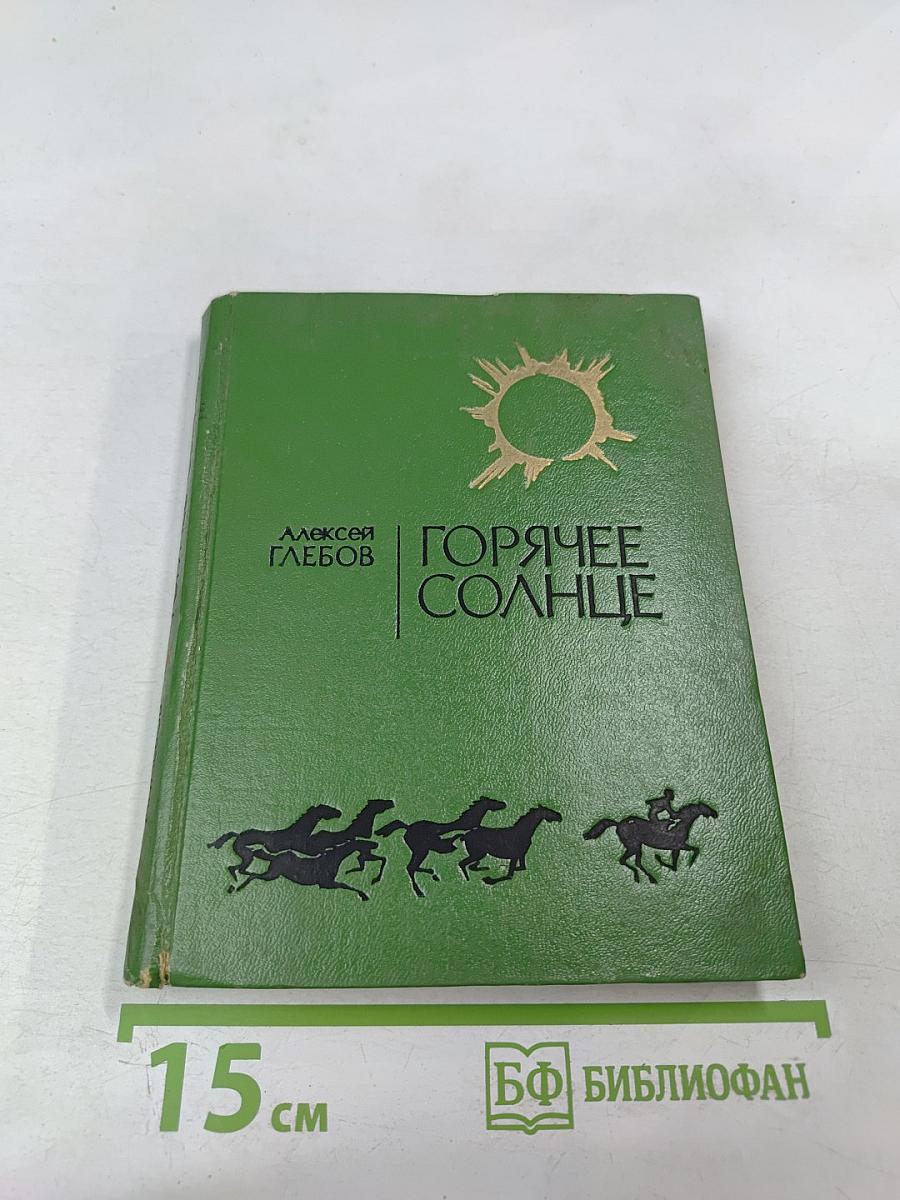 Алексей
ГЛЕБОВ
ГОРЯЧЕЕ
СОЛНЦЕ
15 см
БФ БИБЛИОФАН